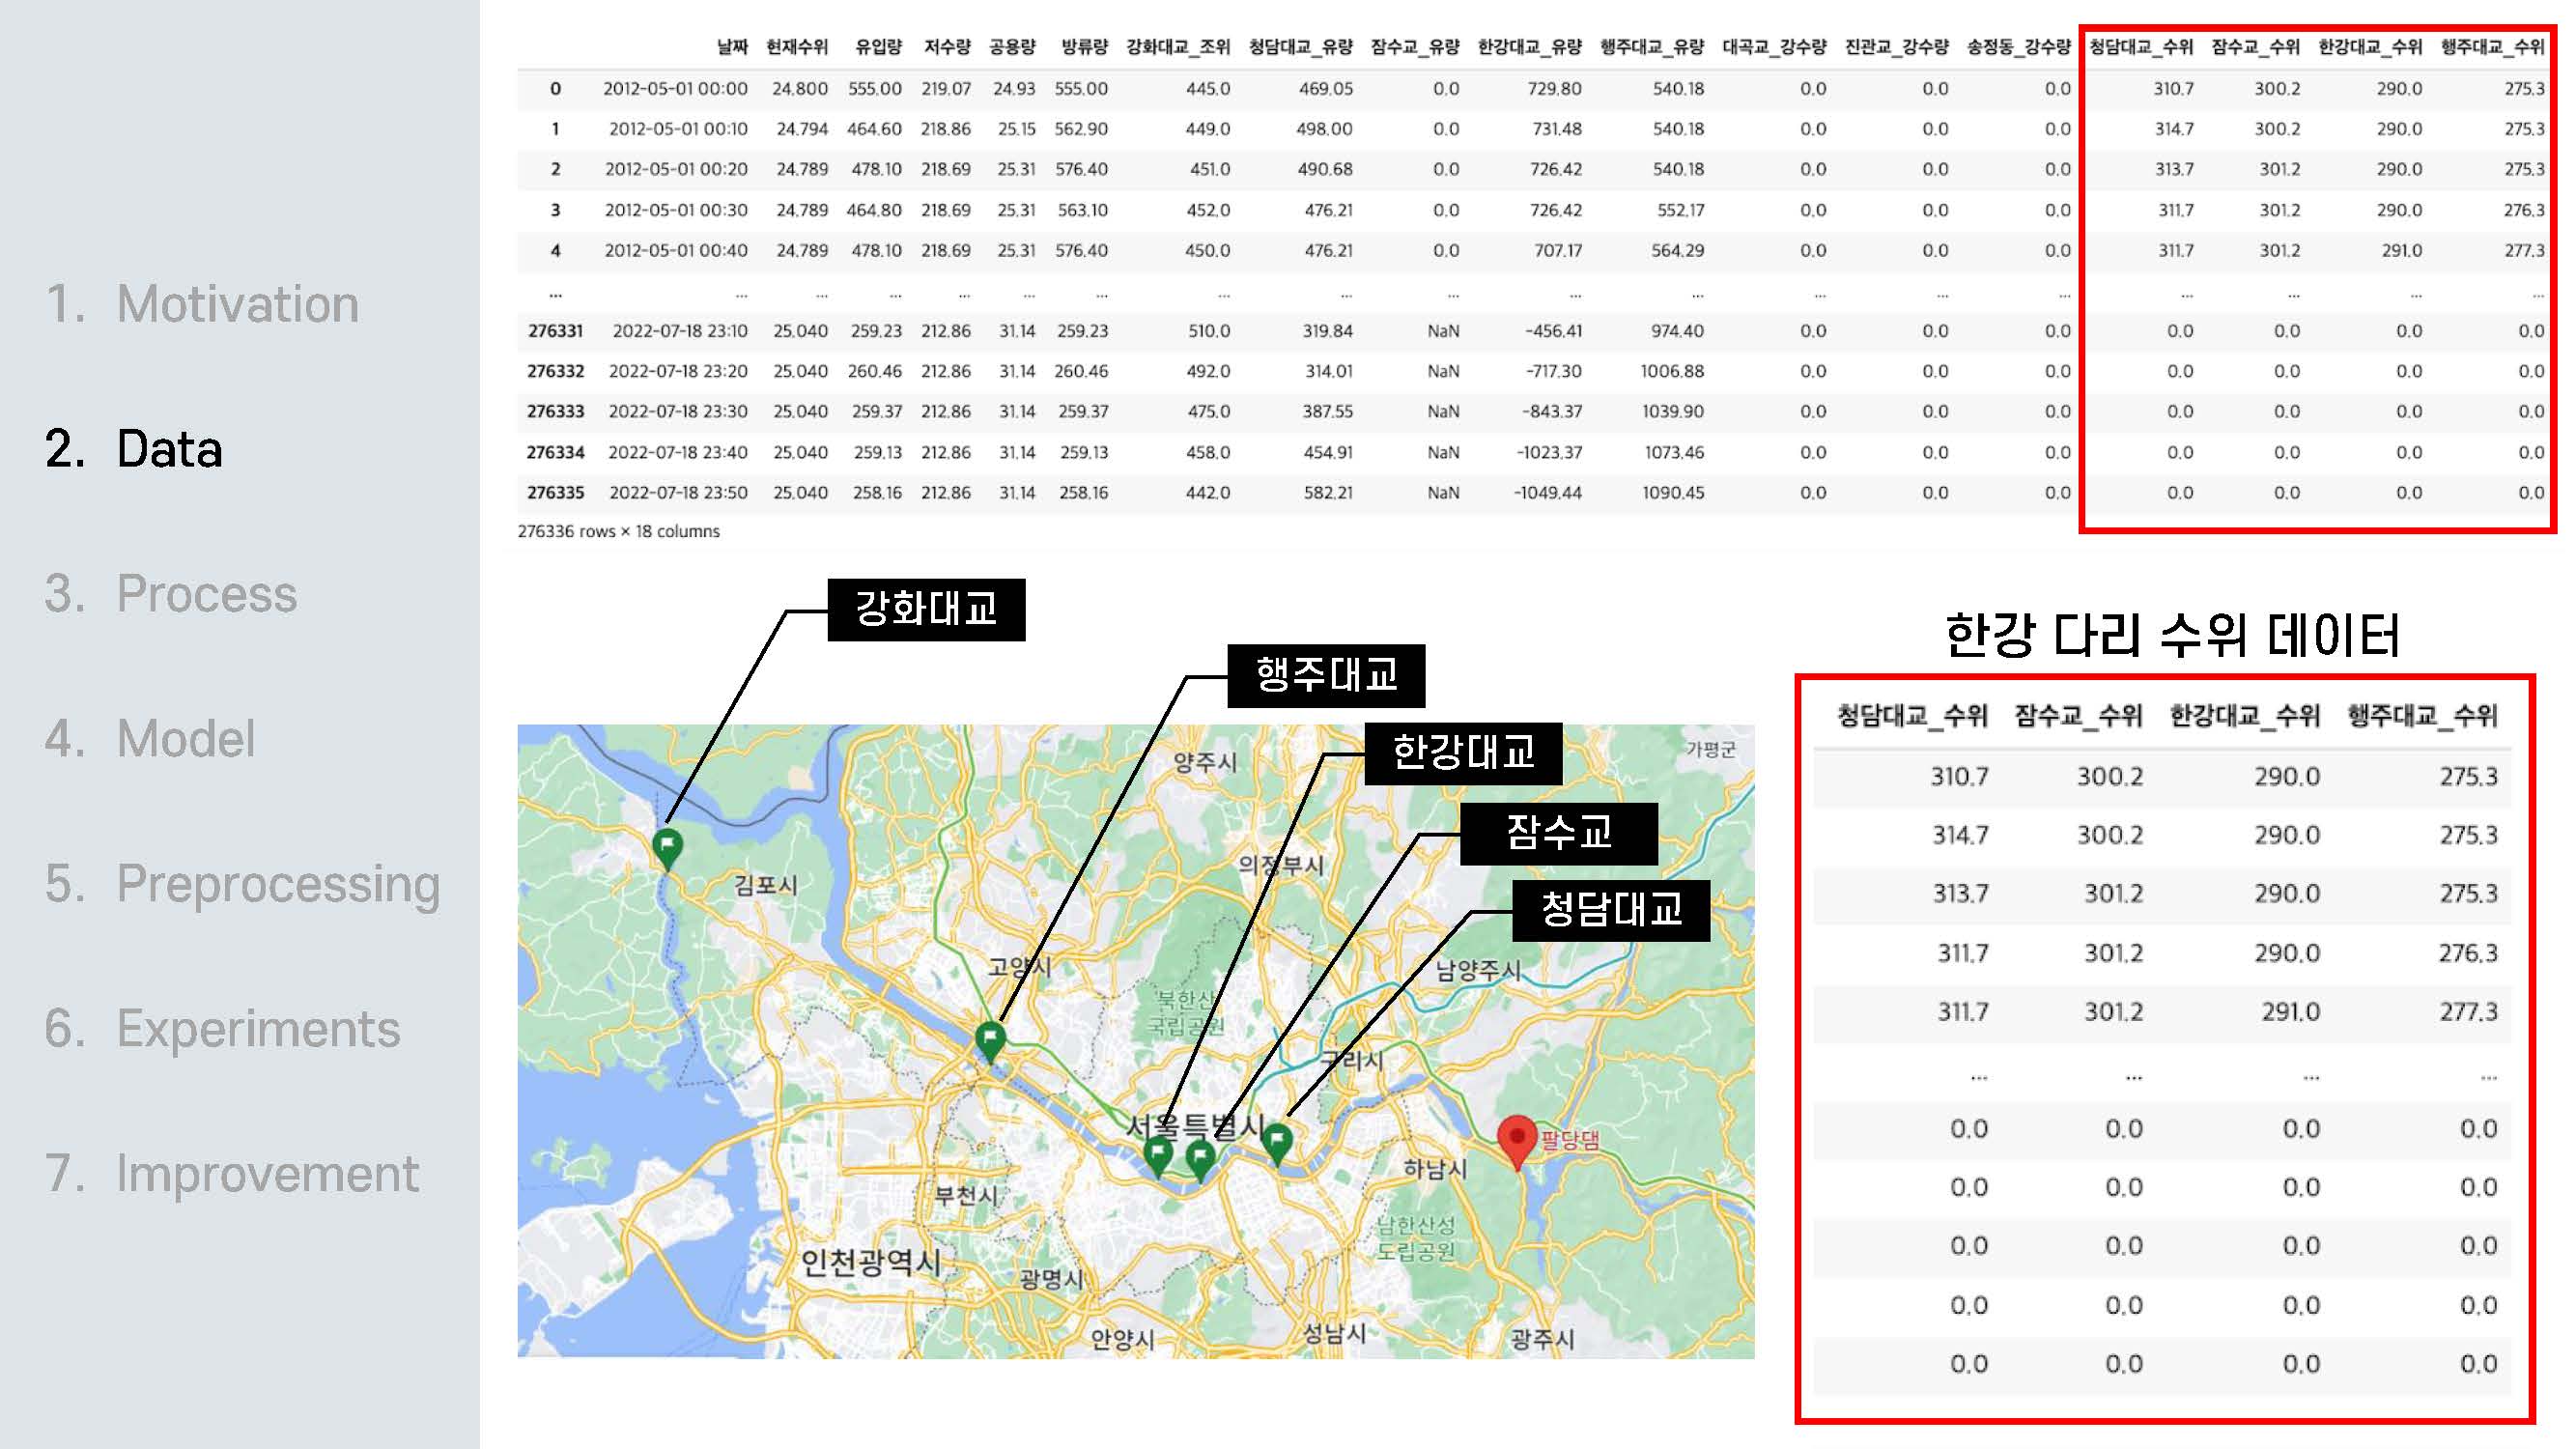 1. Motivation
2. Data
3. Process
4. Model
5. Preprocessing
6. Experiments
7. Improvement
날짜 현재수위 유입량 저수량 공용량 방류량 강화대교_조위 청담대교_유량 잠수교_유량 한강대교_유량 행주대교_유량 대곡교_강수량 진관교_강수량 송정동_강수량 청담대교_수위 잠수교_수위 한강대교_수위 행주대교_수위
0 2012-05-01 00:00 24.800 555.00 219.07 24.93 555.00 445.0 469.05 0.0 729.80 540.18 0.0 0.0 0.0 310.7 300.2 290.0 275.3
1 2012-05-01 00:10 24.794 464.60 218.86 25.15 562.90 449.0 498.00 0.0 731.48 540.18 0.0 0.0 0.0 314.7 300.2 290.0 275.3
2 2012-05-01 00:20 24.789 478.10 218.69 25.31 576.40 451.0 490.68 0.0 726.42 540.18 0.0 0.0 0.0 313.7 301.2 290.0 275.3
3 2012-05-01 00:30 24.789 464.80 218.69 25.31 563.10 452.0 476.21 0.0 726.42 552.17 0.0 0.0 0.0 311.7 301.2 290.0 276.3
4 2012-05-01 00:40 24.789 478.10 218.69 25.31 576.40 450.0 476.21 0.0 707.17 564.29 0.0 0.0 0.0 311.7 301.2 291.0 277.3
... ... ... ... ... ... ... ... ... ... ... ... ... ... ... ... ... ... ...
276331 2022-07-18 23:10 25.040 259.23 212.86 31.14 259.23 510.0 319.84 NaN -456.41 974.40 0.0 0.0 0.0 0.0 0.0 0.0 0.0
276332 2022-07-18 23:20 25.040 260.46 212.86 31.14 260.46 492.0 314.01 NaN -717.30 1006.88 0.0 0.0 0.0 0.0 0.0 0.0 0.0
276333 2022-07-18 23:30 25.040 259.37 212.86 31.14 259.37 475.0 387.55 NaN -843.37 1039.90 0.0 0.0 0.0 0.0 0.0 0.0 0.0
276334 2022-07-18 23:40 25.040 259.13 212.86 31.14 259.13 458.0 454.91 NaN -1023.37 1073.46 0.0 0.0 0.0 0.0 0.0 0.0 0.0
276335 2022-07-18 23:50 25.040 258.16 212.86 31.14 258.16 442.0 582.21 NaN -1049.44 1090.45 0.0 0.0 0.0 0.0 0.0 0.0 0.0
276336 rows × 18 columns
강화대교
행주대교
한강대교
잠수교
청담대교
양주시
가평군
의정부시
김포시
고양시
남양주시
북한산
국립공원
구리시
서울특별시
팔당댐
하남시
부천시
남한산성
도립공원
인천광역시
광명시
안양시
성남시
광주시
한강 다리 수위 데이터
청담대교_수위 잠수교_수위 한강대교_수위 행주대교_수위
310.7 300.2 290.0 275.3
314.7 300.2 290.0 275.3
313.7 301.2 290.0 275.3
311.7 301.2 290.0 276.3
311.7 301.2 291.0 277.3
... ... ... ...
0.0 0.0 0.0 0.0
0.0 0.0 0.0 0.0
0.0 0.0 0.0 0.0
0.0 0.0 0.0 0.0
0.0 0.0 0.0 0.0